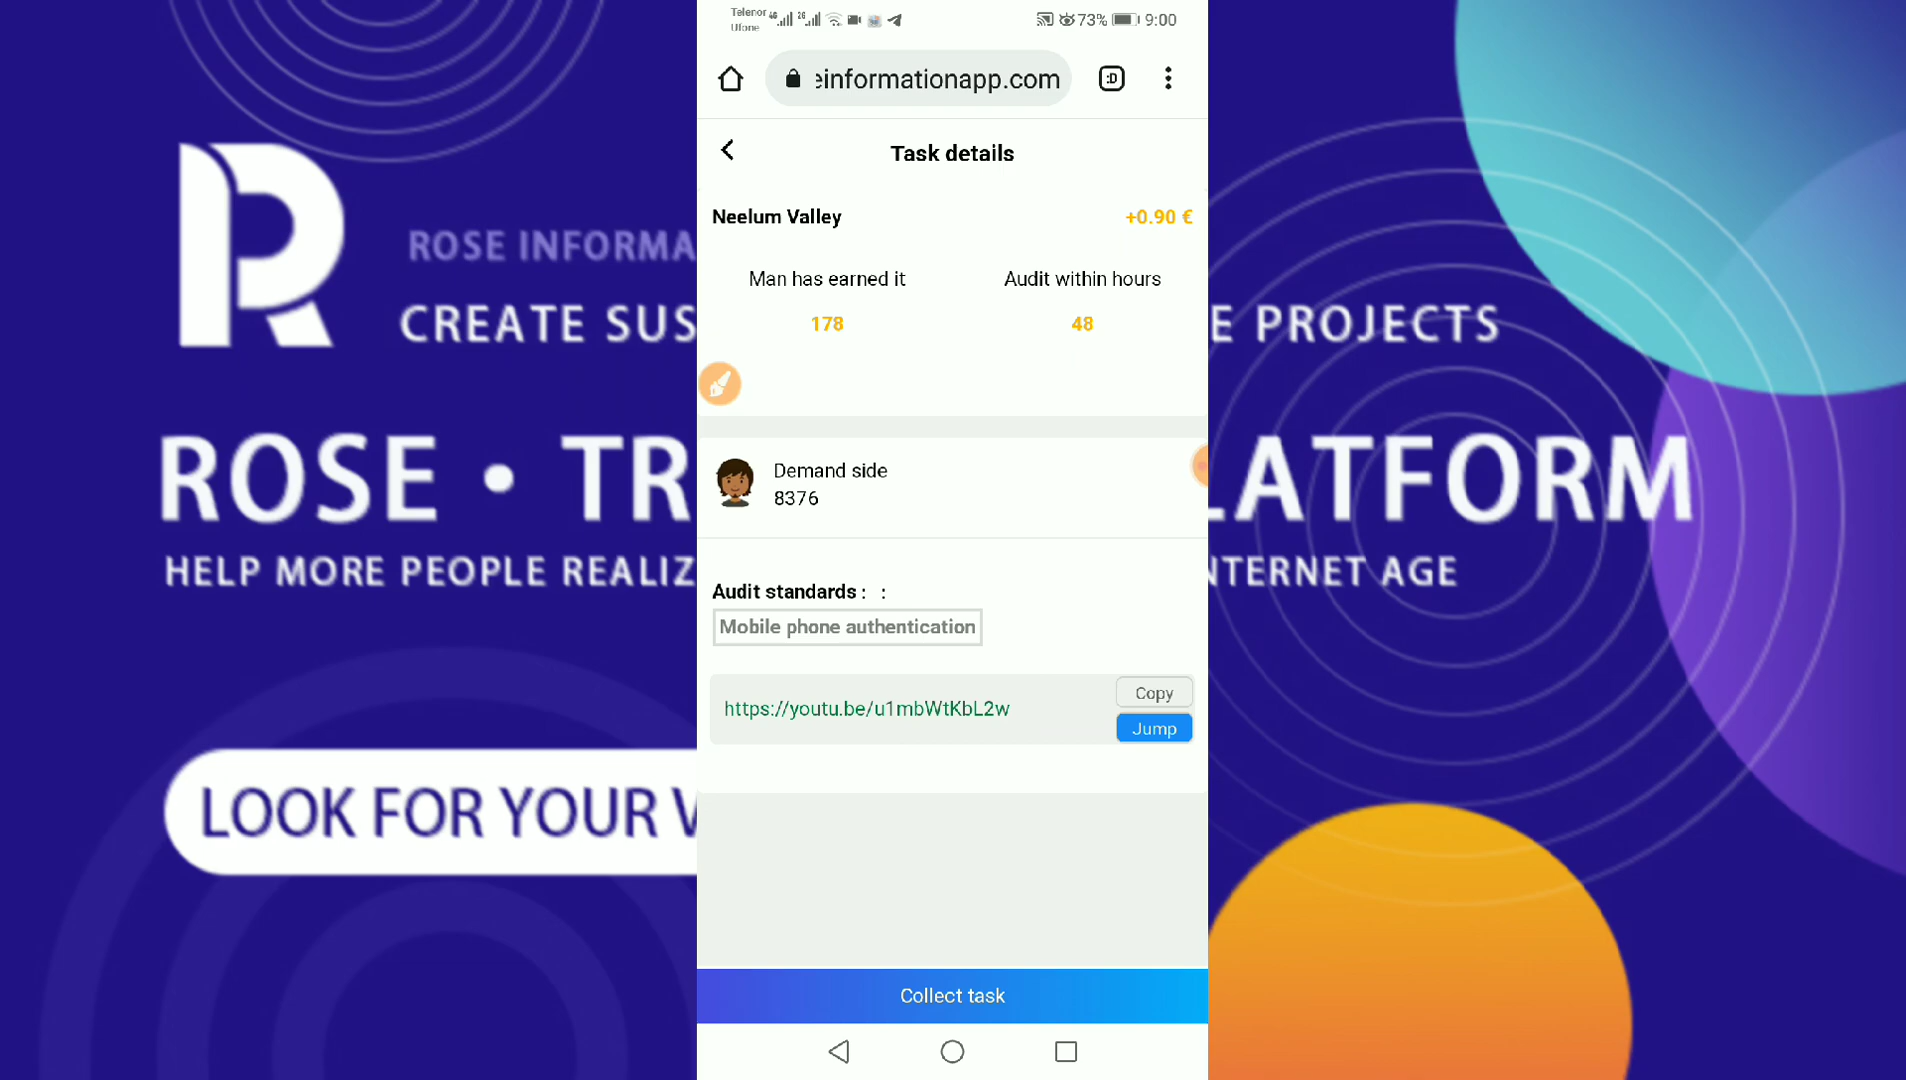 Telenor
Ufone
4G
2G
73%
9:00
einformationapp.com
:D
Task details
Neelum Valley
+0.90 €
Man has earned it
Audit within hours
178
48
Demand side
8376
Audit standards : :
Mobile phone authentication
https://youtu.be/u1mbWtKbL2w
Copy
Jump
Collect task
R
ROSE INFORMA
CREATE SUS
E PROJECTS
ROSE • TR
LATFORM
HELP MORE PEOPLE REALIZ
NTERNET AGE
LOOK FOR YOUR V